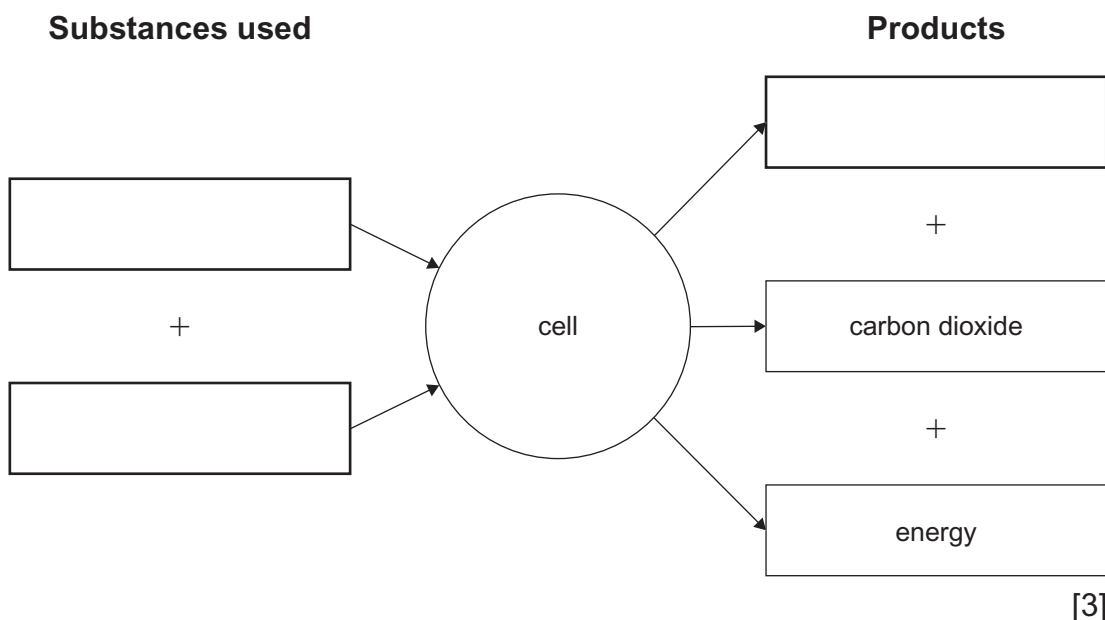 Substances used
Products
+
+
cell
carbon dioxide
+
energy
[3]